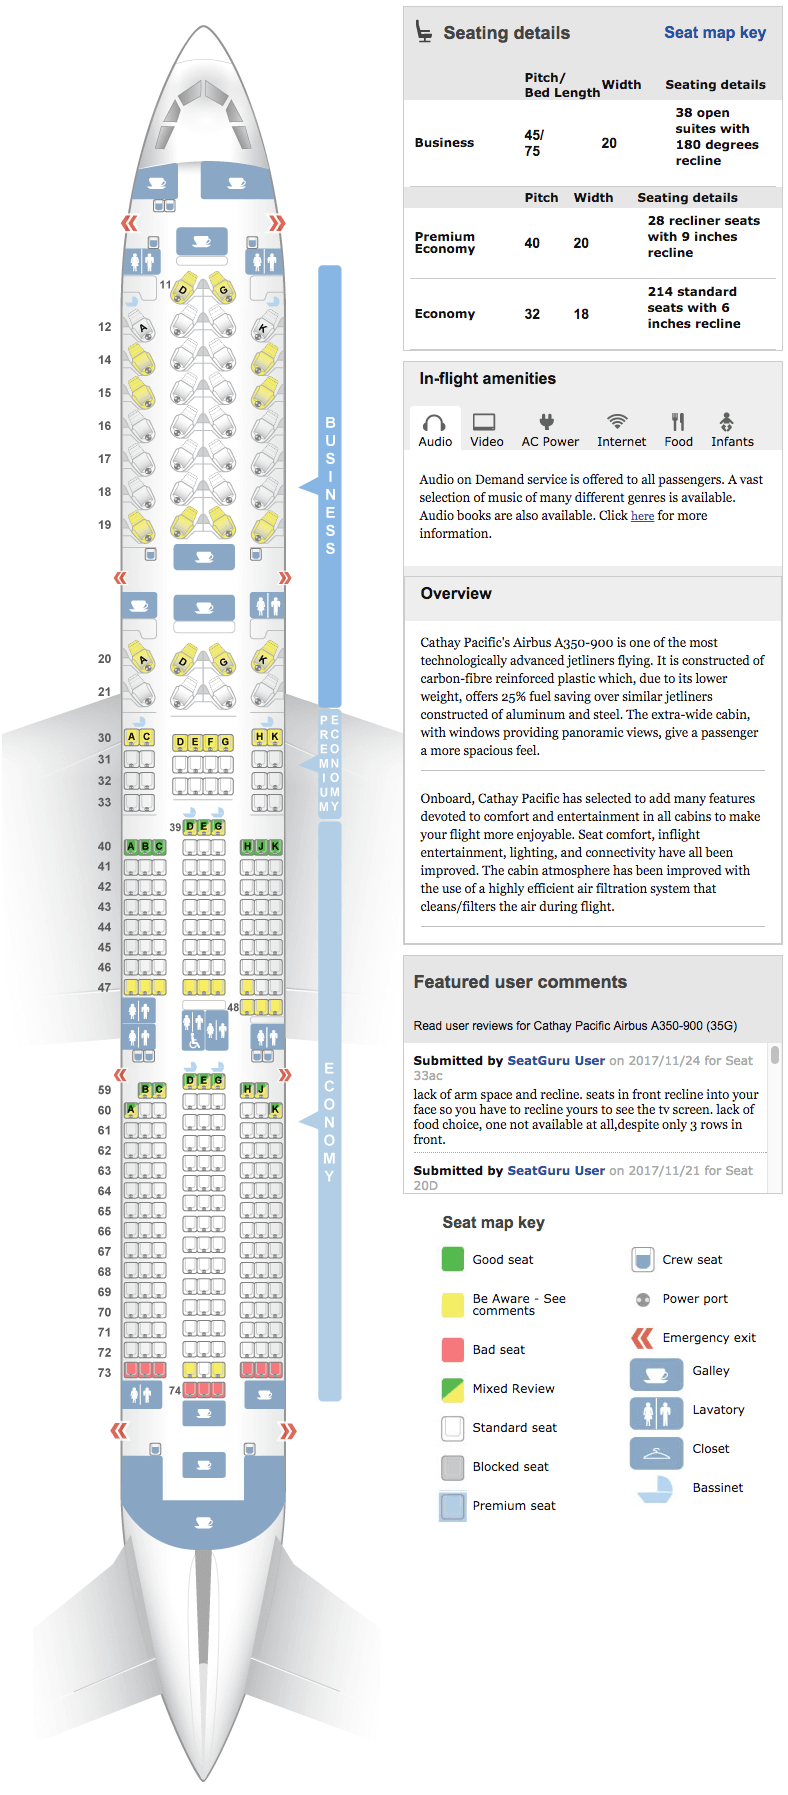 11 D G
12 A K
14
15
16
17
18
19
20 A D G K
21
30 A C D E F G H K
31
32
33
39 D E G
40 A B C H J K
41
42
43
44
45
46
47
48
59 B C D E G H J
60 A K
61
62
63
64
65
66
67
68
69
70
71
72
73
74
BUSINESS
PREMIUM
ECONOMY
ECONOMY
Seating details Seat map key
Pitch/
Bed Length Width Seating details
Business 45/
75 20 38 open
suites with
180 degrees
recline
Pitch Width Seating details
Premium
Economy 40 20 28 recliner seats
with 9 inches
recline
Economy 32 18 214 standard
seats with 6
inches recline
In-flight amenities
Audio Video AC Power Internet Food Infants
Audio on Demand service is offered to all passengers. A vast
selection of music of many different genres is available.
Audio books are also available. Click here for more
information.
Overview
Cathay Pacific's Airbus A350-900 is one of the most
technologically advanced jetliners flying. It is constructed of
carbon-fibre reinforced plastic which, due to its lower
weight, offers 25% fuel saving over similar jetliners
constructed of aluminum and steel. The extra-wide cabin,
with windows providing panoramic views, give a passenger
a more spacious feel.
Onboard, Cathay Pacific has selected to add many features
devoted to comfort and entertainment in all cabins to make
your flight more enjoyable. Seat comfort, inflight
entertainment, lighting, and connectivity have all been
improved. The cabin atmosphere has been improved with
the use of a highly efficient air filtration system that
cleans/filters the air during flight.
Featured user comments
Read user reviews for Cathay Pacific Airbus A350-900 (35G)
Submitted by SeatGuru User on 2017/11/24 for Seat
33ac
lack of arm space and recline. seats in front recline into your
face so you have to recline yours to see the tv screen. lack of
food choice, one not available at all,despite only 3 rows in
front.
Submitted by SeatGuru User on 2017/11/21 for Seat
20D
Seat map key
Good seat
Be Aware - See
comments
Bad seat
Mixed Review
Standard seat
Blocked seat
Premium seat
Crew seat
Power port
Emergency exit
Galley
Lavatory
Closet
Bassinet